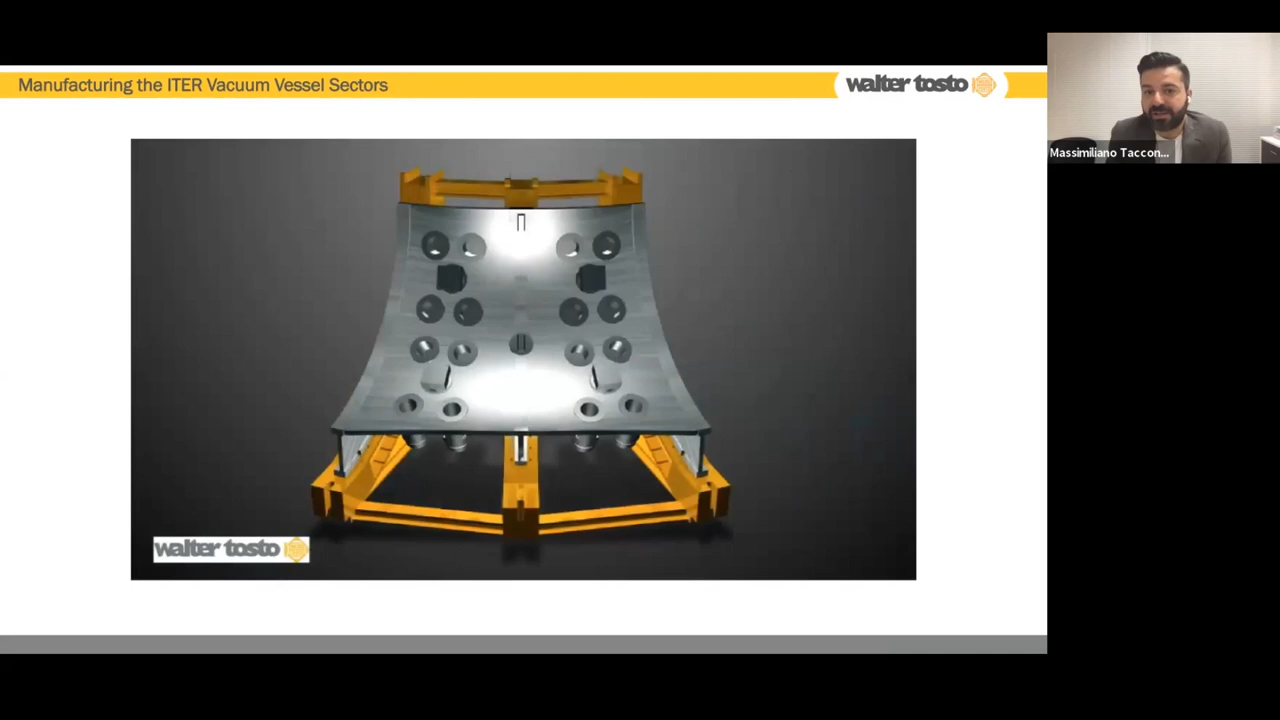 Manufacturing the ITER Vacuum Vessel Sectors
walter tosto
Massimiliano Taccon...
walter tosto